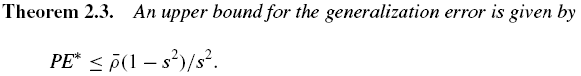 Theorem 2.3. An upper bound for the generalization error is given by
PE* ≤ ρ̄(1 − s²)/s².